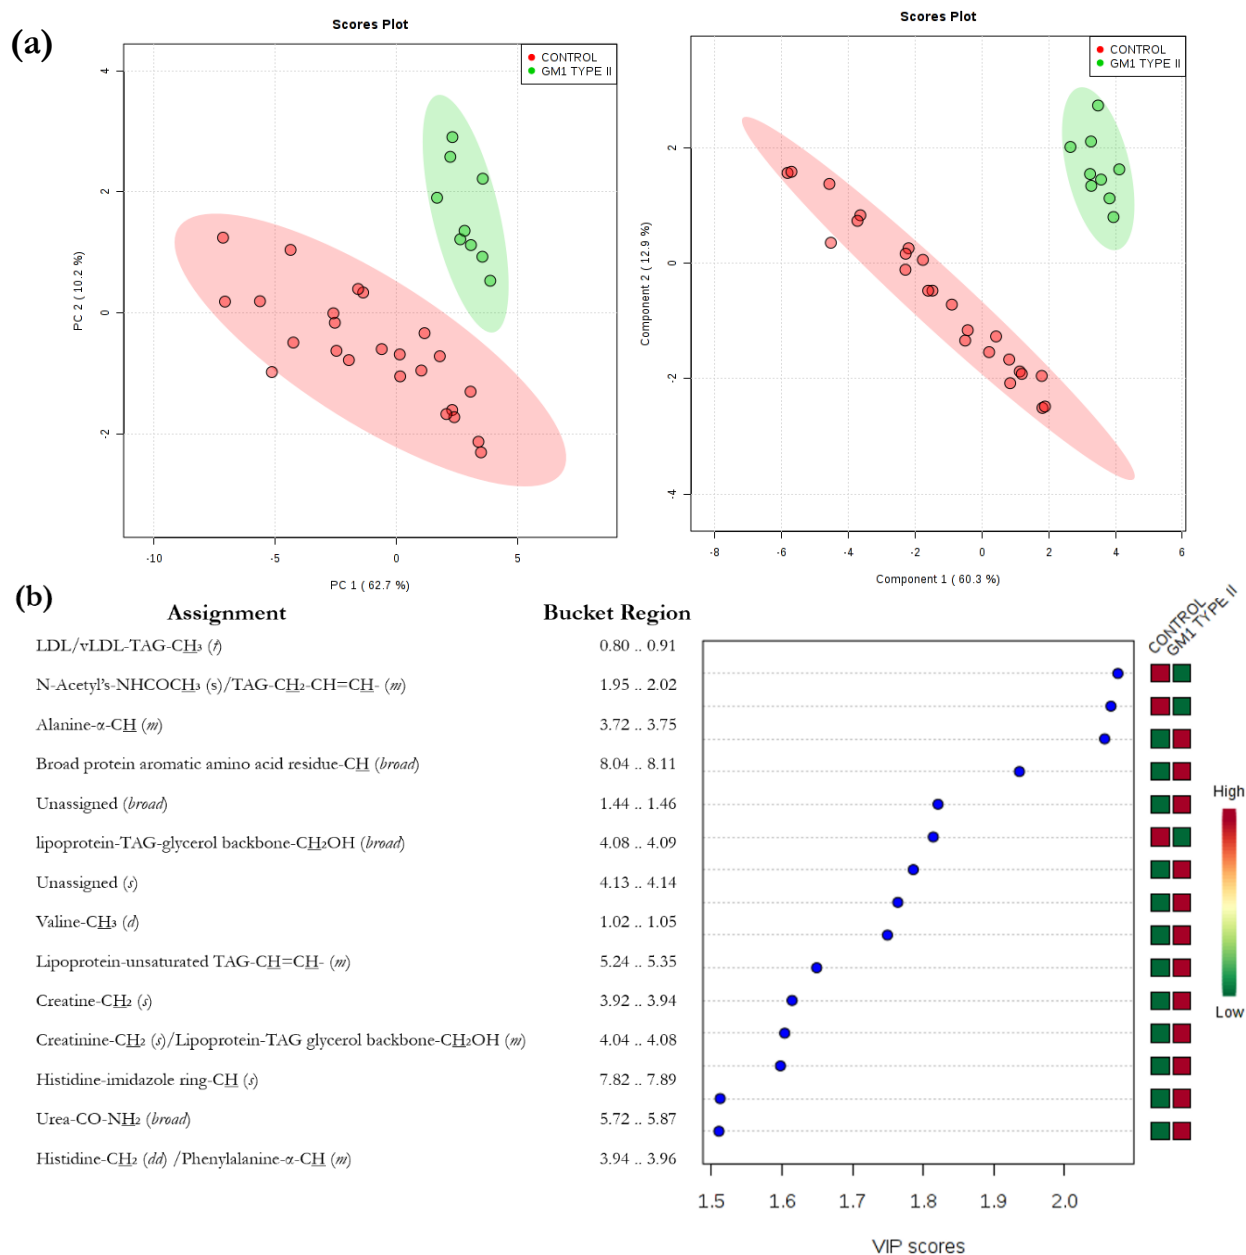 (a)
Scores Plot
CONTROL
GM1 TYPE II
4
2
0
-2
PC 2 ( 10.2 %)
-10 -5 0 5
PC 1 ( 62.7 %)
Scores Plot
CONTROL
GM1 TYPE II
2
0
-2
-4
Component 2 ( 12.9 %)
-8 -6 -4 -2 0 2 4 6
Component 1 ( 60.3 %)
(b)
Assignment Bucket Region
LDL/vLDL-TAG-CH₃ (t) 0.80 .. 0.91
N-Acetyl's-NHCOCH₃ (s)/TAG-CH₂-CH=CH- (m) 1.95 .. 2.02
Alanine-α-CH (m) 3.72 .. 3.75
Broad protein aromatic amino acid residue-CH (broad) 8.04 .. 8.11
Unassigned (broad) 1.44 .. 1.46
lipoprotein-TAG-glycerol backbone-CH₂OH (broad) 4.08 .. 4.09
Unassigned (s) 4.13 .. 4.14
Valine-CH₃ (d) 1.02 .. 1.05
Lipoprotein-unsaturated TAG-CH=CH- (m) 5.24 .. 5.35
Creatine-CH₂ (s) 3.92 .. 3.94
Creatinine-CH₂ (s)/Lipoprotein-TAG glycerol backbone-CH₂OH (m) 4.04 .. 4.08
Histidine-imidazole ring-CH (s) 7.82 .. 7.89
Urea-CO-NH₂ (broad) 5.72 .. 5.87
Histidine-CH₂ (dd) /Phenylalanine-α-CH (m) 3.94 .. 3.96
CONTROL
GM1 TYPE II
High
Low
1.5 1.6 1.7 1.8 1.9 2.0
VIP scores